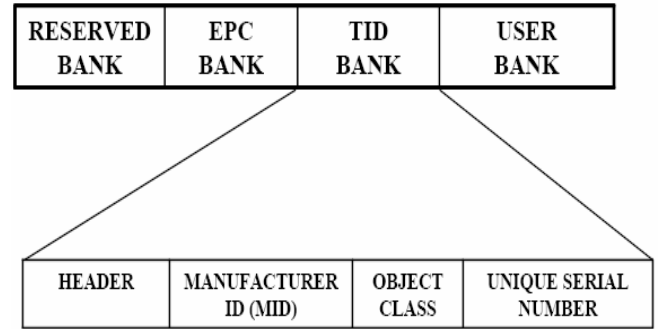 RESERVED BANK
EPC BANK
TID BANK
USER BANK
HEADER
MANUFACTURER ID (MID)
OBJECT CLASS
UNIQUE SERIAL NUMBER